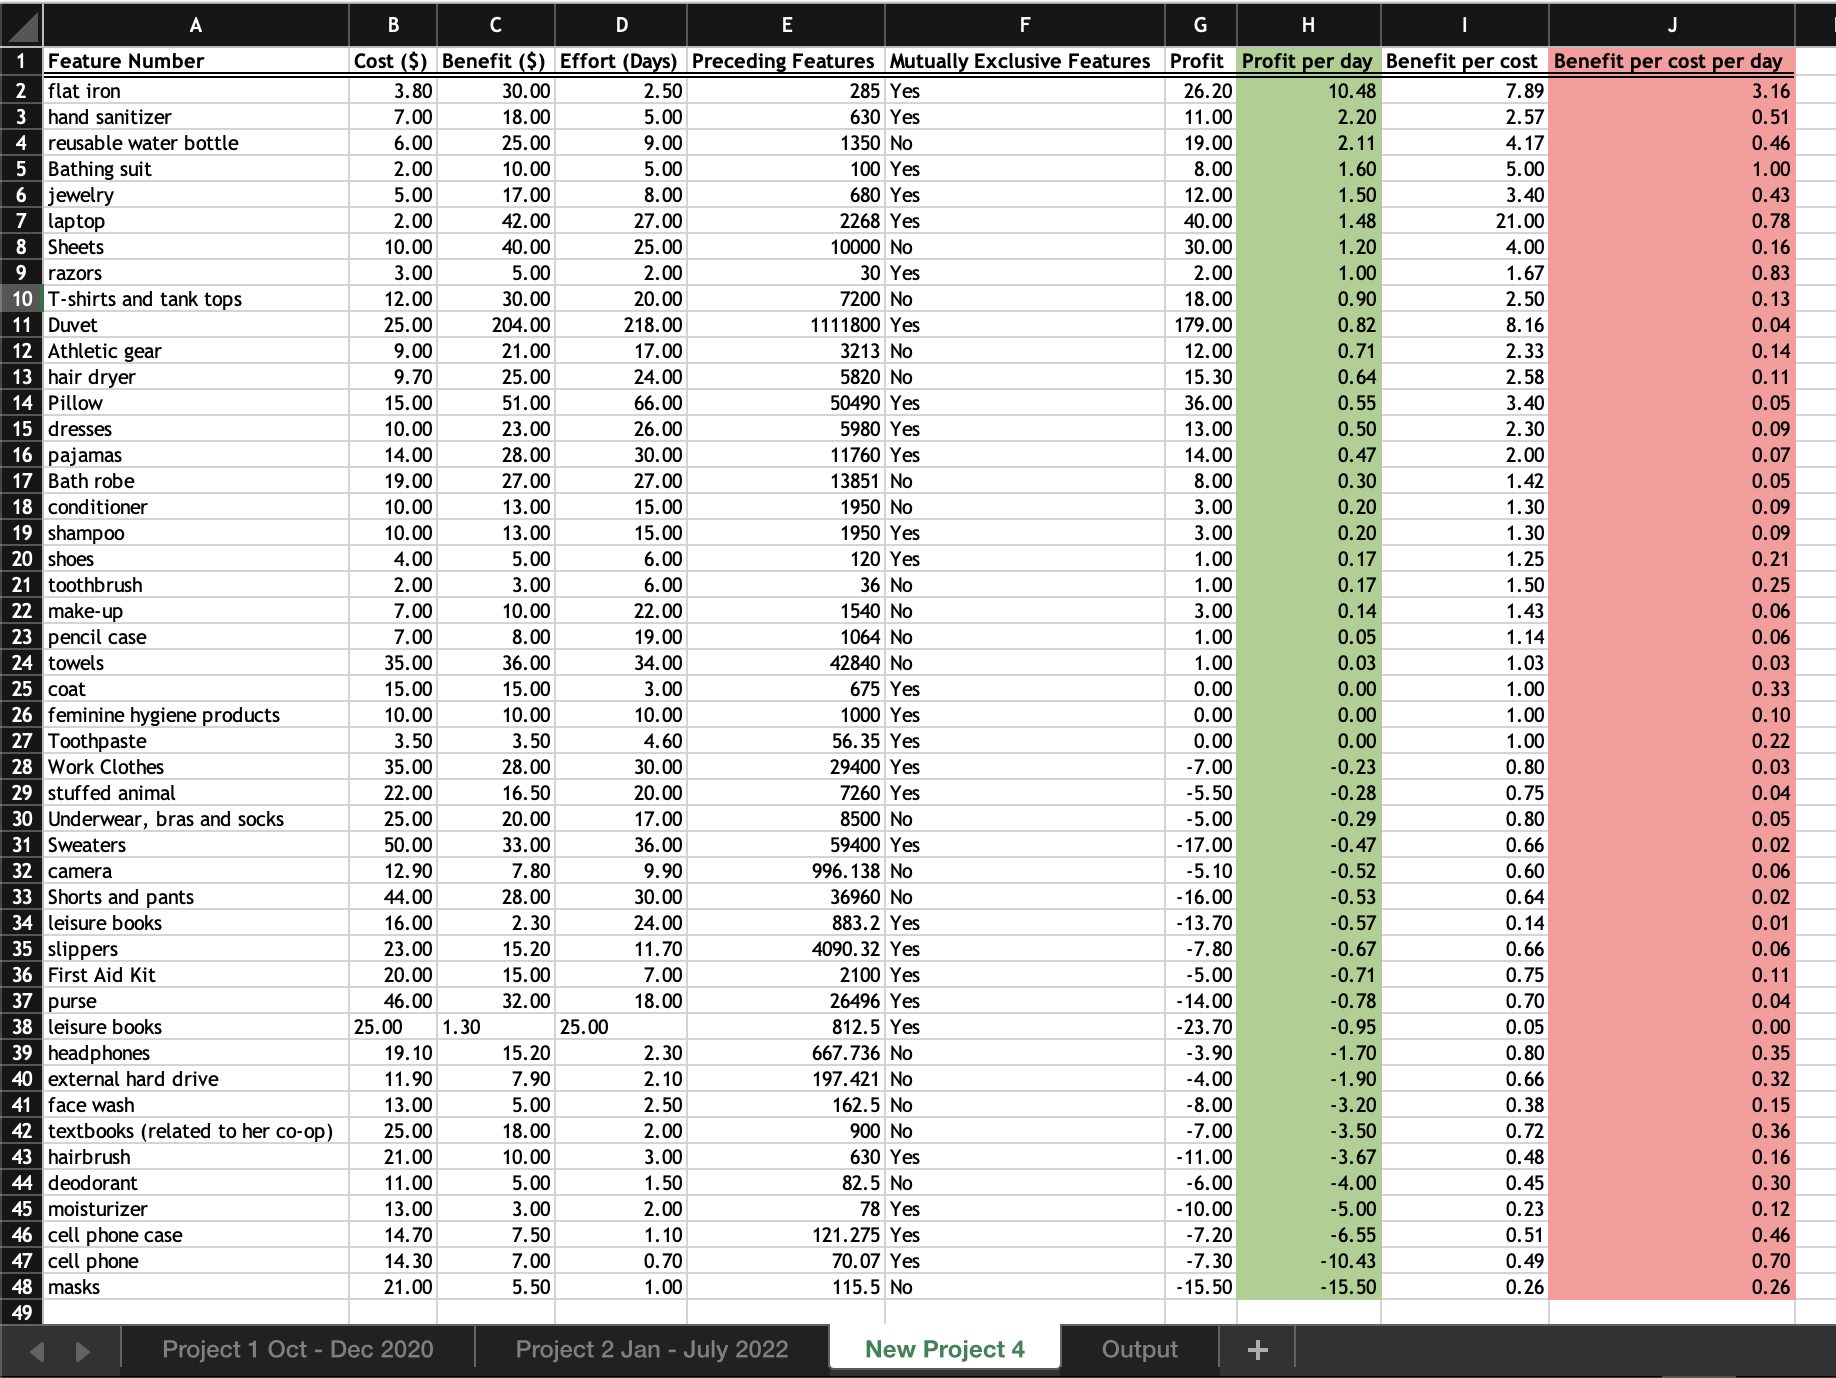 A B C D E F G H I J
1 Feature Number Cost ($) Benefit ($) Effort (Days) Preceding Features Mutually Exclusive Features Profit Profit per day Benefit per cost Benefit per cost per day
2 flat iron 3.80 30.00 2.50 285 Yes 26.20 10.48 7.89 3.16
3 hand sanitizer 7.00 18.00 5.00 630 Yes 11.00 2.20 2.57 0.51
4 reusable water bottle 6.00 25.00 9.00 1350 No 19.00 2.11 4.17 0.46
5 Bathing suit 2.00 10.00 5.00 100 Yes 8.00 1.60 5.00 1.00
6 jewelry 5.00 17.00 8.00 680 Yes 12.00 1.50 3.40 0.43
7 laptop 2.00 42.00 27.00 2268 Yes 40.00 1.48 21.00 0.78
8 Sheets 10.00 40.00 25.00 10000 No 30.00 1.20 4.00 0.16
9 razors 3.00 5.00 2.00 30 Yes 2.00 1.00 1.67 0.83
10 T-shirts and tank tops 12.00 30.00 20.00 7200 No 18.00 0.90 2.50 0.13
11 Duvet 25.00 204.00 218.00 1111800 Yes 179.00 0.82 8.16 0.04
12 Athletic gear 9.00 21.00 17.00 3213 No 12.00 0.71 2.33 0.14
13 hair dryer 9.70 25.00 24.00 5820 No 15.30 0.64 2.58 0.11
14 Pillow 15.00 51.00 66.00 50490 Yes 36.00 0.55 3.40 0.05
15 dresses 10.00 23.00 26.00 5980 Yes 13.00 0.50 2.30 0.09
16 pajamas 14.00 28.00 30.00 11760 Yes 14.00 0.47 2.00 0.07
17 Bath robe 19.00 27.00 27.00 13851 No 8.00 0.30 1.42 0.05
18 conditioner 10.00 13.00 15.00 1950 No 3.00 0.20 1.30 0.09
19 shampoo 10.00 13.00 15.00 1950 Yes 3.00 0.20 1.30 0.09
20 shoes 4.00 5.00 6.00 120 Yes 1.00 0.17 1.25 0.21
21 toothbrush 2.00 3.00 6.00 36 No 1.00 0.17 1.50 0.25
22 make-up 7.00 10.00 22.00 1540 No 3.00 0.14 1.43 0.06
23 pencil case 7.00 8.00 19.00 1064 No 1.00 0.05 1.14 0.06
24 towels 35.00 36.00 34.00 42840 No 1.00 0.03 1.03 0.03
25 coat 15.00 15.00 3.00 675 Yes 0.00 0.00 1.00 0.33
26 feminine hygiene products 10.00 10.00 10.00 1000 Yes 0.00 0.00 1.00 0.10
27 Toothpaste 3.50 3.50 4.60 56.35 Yes 0.00 0.00 1.00 0.22
28 Work Clothes 35.00 28.00 30.00 29400 Yes -7.00 -0.23 0.80 0.03
29 stuffed animal 22.00 16.50 20.00 7260 Yes -5.50 -0.28 0.75 0.04
30 Underwear, bras and socks 25.00 20.00 17.00 8500 No -5.00 -0.29 0.80 0.05
31 Sweaters 50.00 33.00 36.00 59400 Yes -17.00 -0.47 0.66 0.02
32 camera 12.90 7.80 9.90 996.138 No -5.10 -0.52 0.60 0.06
33 Shorts and pants 44.00 28.00 30.00 36960 No -16.00 -0.53 0.64 0.02
34 leisure books 16.00 2.30 24.00 883.2 Yes -13.70 -0.57 0.14 0.01
35 slippers 23.00 15.20 11.70 4090.32 Yes -7.80 -0.67 0.66 0.06
36 First Aid Kit 20.00 15.00 7.00 2100 Yes -5.00 -0.71 0.75 0.11
37 purse 46.00 32.00 18.00 26496 Yes -14.00 -0.78 0.70 0.04
38 leisure books 25.00 1.30 25.00 812.5 Yes -23.70 -0.95 0.05 0.00
39 headphones 19.10 15.20 2.30 667.736 No -3.90 -1.70 0.80 0.35
40 external hard drive 11.90 7.90 2.10 197.421 No -4.00 -1.90 0.66 0.32
41 face wash 13.00 5.00 2.50 162.5 No -8.00 -3.20 0.38 0.15
42 textbooks (related to her co-op) 25.00 18.00 2.00 900 No -7.00 -3.50 0.72 0.36
43 hairbrush 21.00 10.00 3.00 630 Yes -11.00 -3.67 0.48 0.16
44 deodorant 11.00 5.00 1.50 82.5 No -6.00 -4.00 0.45 0.30
45 moisturizer 13.00 3.00 2.00 78 Yes -10.00 -5.00 0.23 0.12
46 cell phone case 14.70 7.50 1.10 121.275 Yes -7.20 -6.55 0.51 0.46
47 cell phone 14.30 7.00 0.70 70.07 Yes -7.30 -10.43 0.49 0.70
48 masks 21.00 5.50 1.00 115.5 No -15.50 -15.50 0.26 0.26
49
Project 1 Oct - Dec 2020 Project 2 Jan - July 2022 New Project 4 Output +